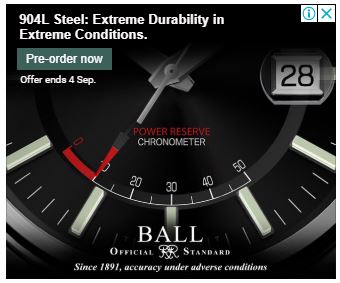 904L Steel: Extreme Durability in
Extreme Conditions.
Pre-order now
Offer ends 4 Sep.
28
POWER RESERVE
CHRONOMETER
0
10
20
30
40
50
BALL
OFFICIAL RR STANDARD
Since 1891, accuracy under adverse conditions